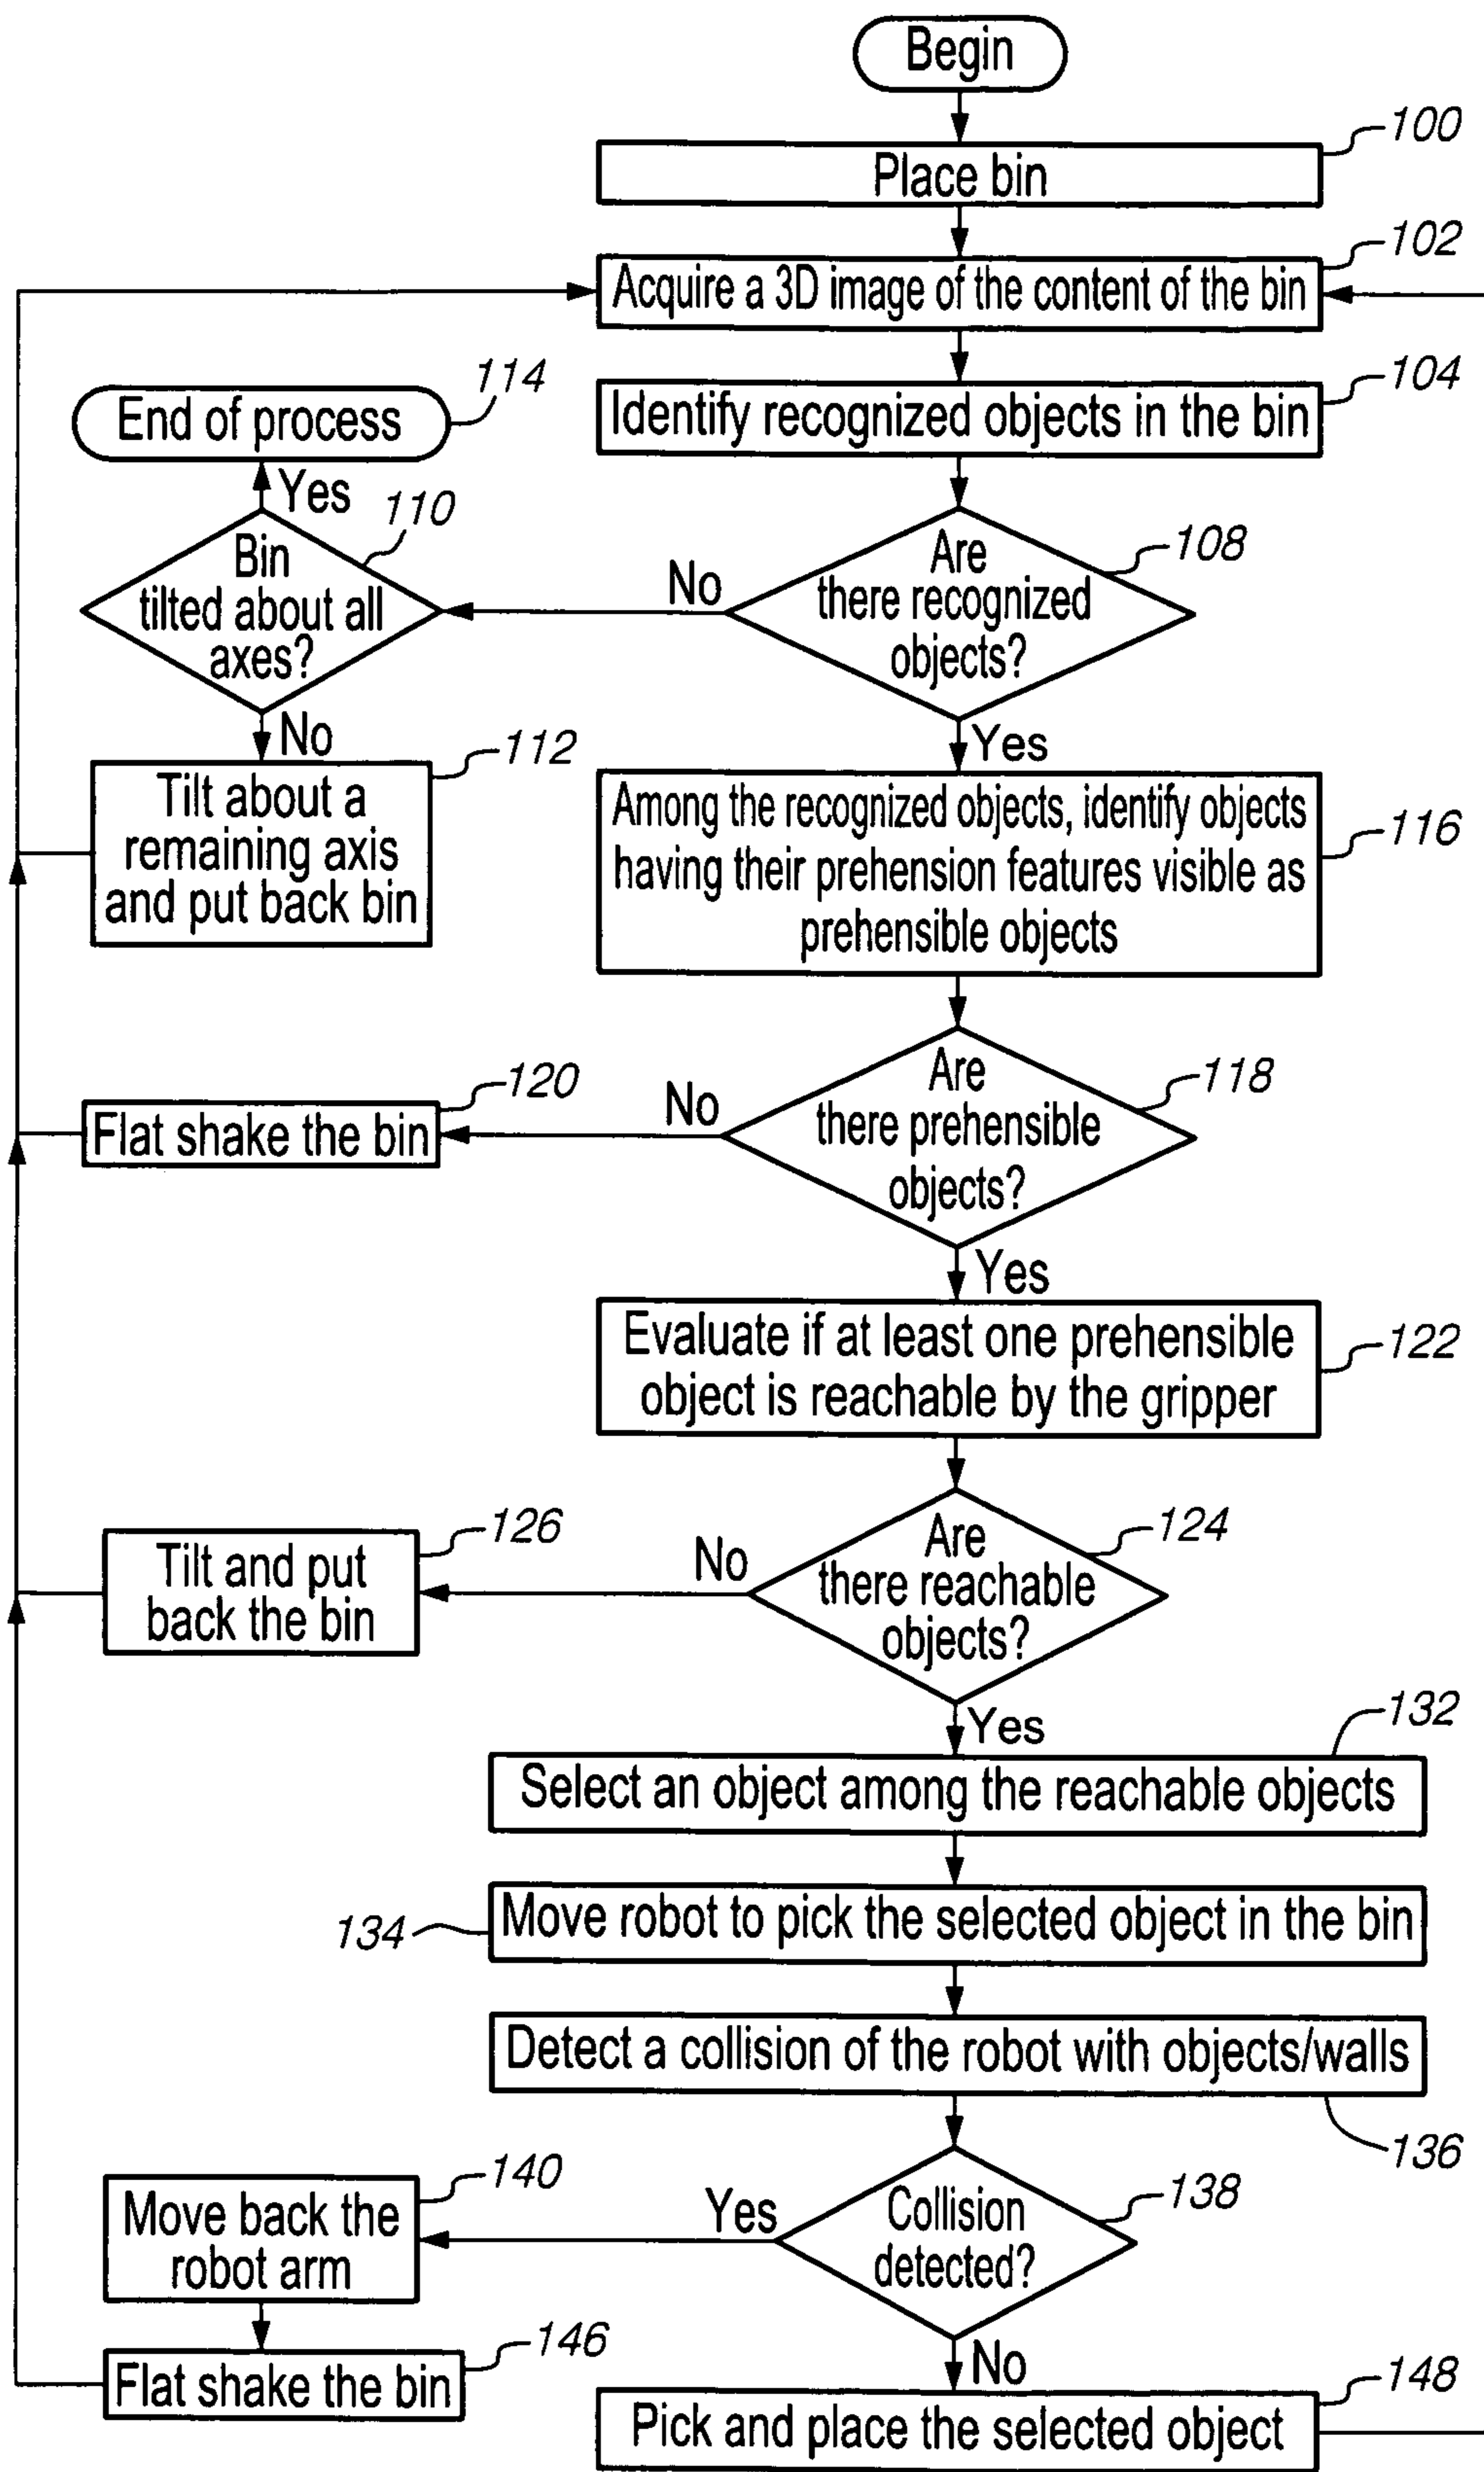 Begin
100
Place bin
102
Acquire a 3D image of the content of the bin
104
Identify recognized objects in the bin
114
End of process
Yes
110
Bin
tilted about all
axes?
No
108
Are
there recognized
objects?
No
112
Tilt about a
remaining axis
and put back bin
Yes
Among the recognized objects, identify objects
having their prehension features visible as
prehensible objects
116
118
Are
there prehensible
objects?
No
120
Flat shake the bin
Yes
Evaluate if at least one prehensible
object is reachable by the gripper
122
124
Are
there reachable
objects?
No
126
Tilt and put
back the bin
Yes
132
Select an object among the reachable objects
134
Move robot to pick the selected object in the bin
Detect a collision of the robot with objects/walls
136
138
Collision
detected?
Yes
140
Move back the
robot arm
146
Flat shake the bin
No
148
Pick and place the selected object